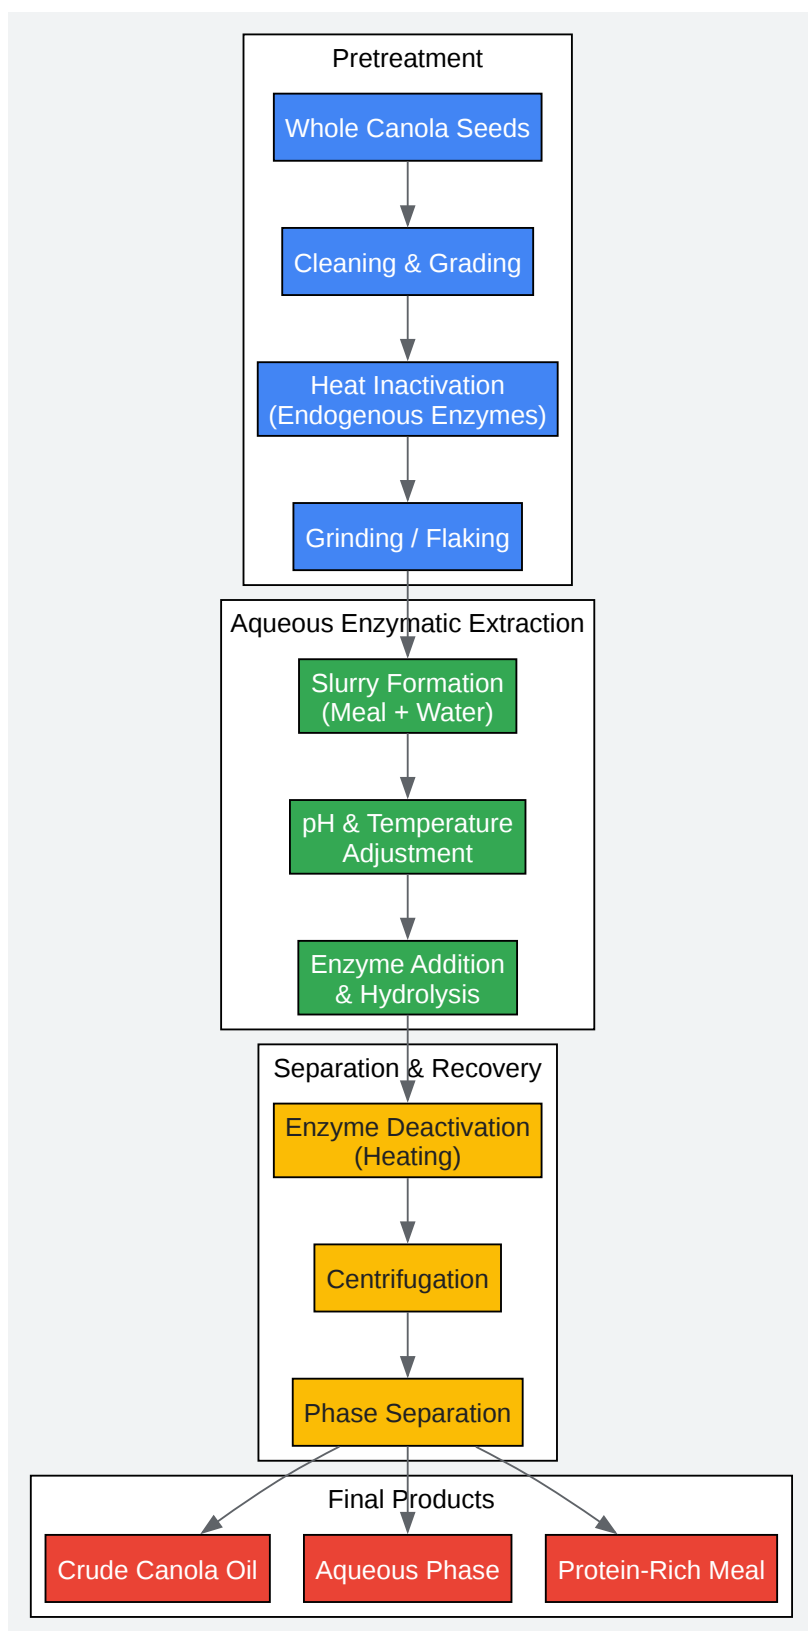 Pretreatment
Whole Canola Seeds
Cleaning & Grading
Heat Inactivation
(Endogenous Enzymes)
Grinding / Flaking
Aqueous Enzymatic Extraction
Slurry Formation
(Meal + Water)
pH & Temperature
Adjustment
Enzyme Addition
& Hydrolysis
Separation & Recovery
Enzyme Deactivation
(Heating)
Centrifugation
Phase Separation
Final Products
Crude Canola Oil
Aqueous Phase
Protein-Rich Meal